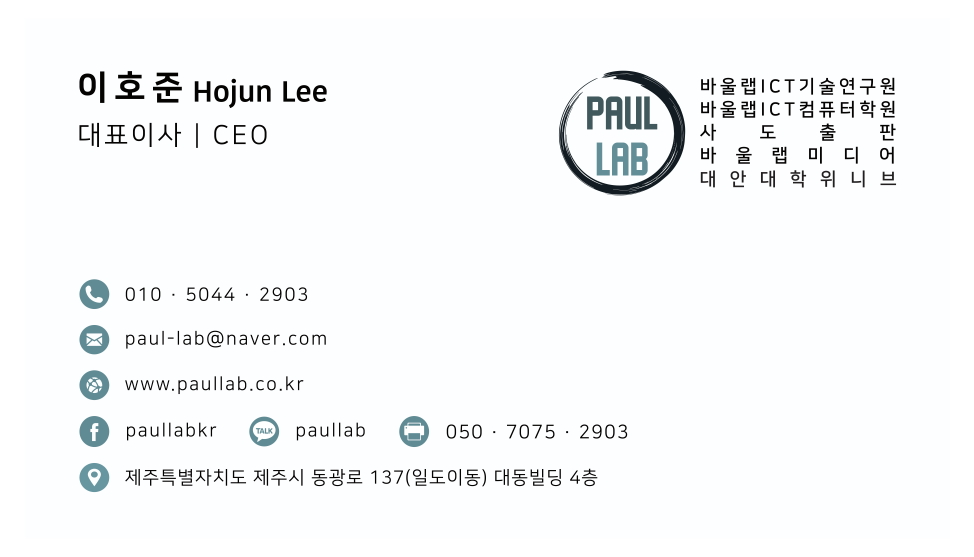 이호준 Hojun Lee
대표이사 | CEO
PAUL
LAB
바울랩ICT기술연구원
바울랩ICT컴퓨터학원
사 도 출 판
바 울 랩 미 디 어
대 안 대 학 위 니 브
010 · 5044 · 2903
paul-lab@naver.com
www.paullab.co.kr
f paullabkr TALK paullab 050 · 7075 · 2903
제주특별자치도 제주시 동광로 137(일도이동) 대동빌딩 4층